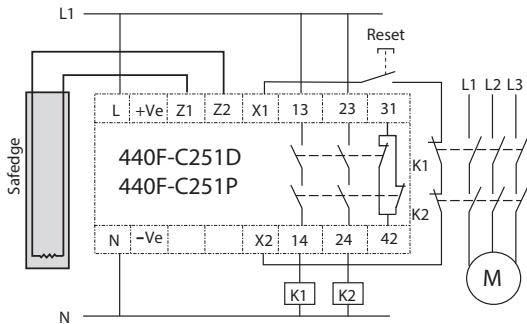 L1
Reset
L1 L2 L3
L +Ve Z1 Z2 X1 13 23 31
Safedge
440F-C251D
440F-C251P
K1
K2
N −Ve X2 14 24 42
K1 K2
M
N